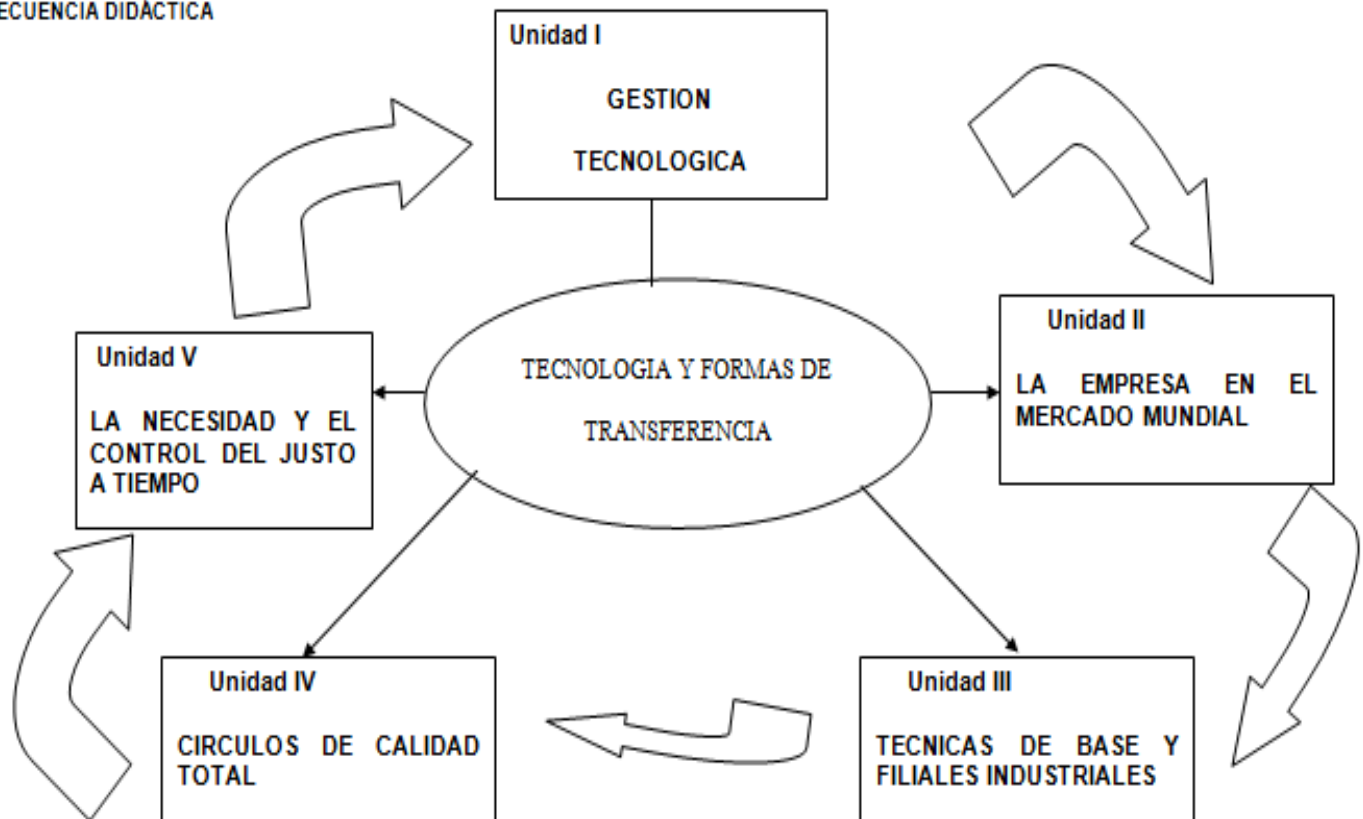 ECUENCIA DIDÁCTICA
Unidad I
GESTION
TECNOLOGICA
Unidad II
LA EMPRESA EN EL
MERCADO MUNDIAL
TECNOLOGIA Y FORMAS DE
TRANSFERENCIA
Unidad V
LA NECESIDAD Y EL
CONTROL DEL JUSTO
A TIEMPO
Unidad IV
CIRCULOS DE CALIDAD
TOTAL
Unidad III
TECNICAS DE BASE Y
FILIALES INDUSTRIALES